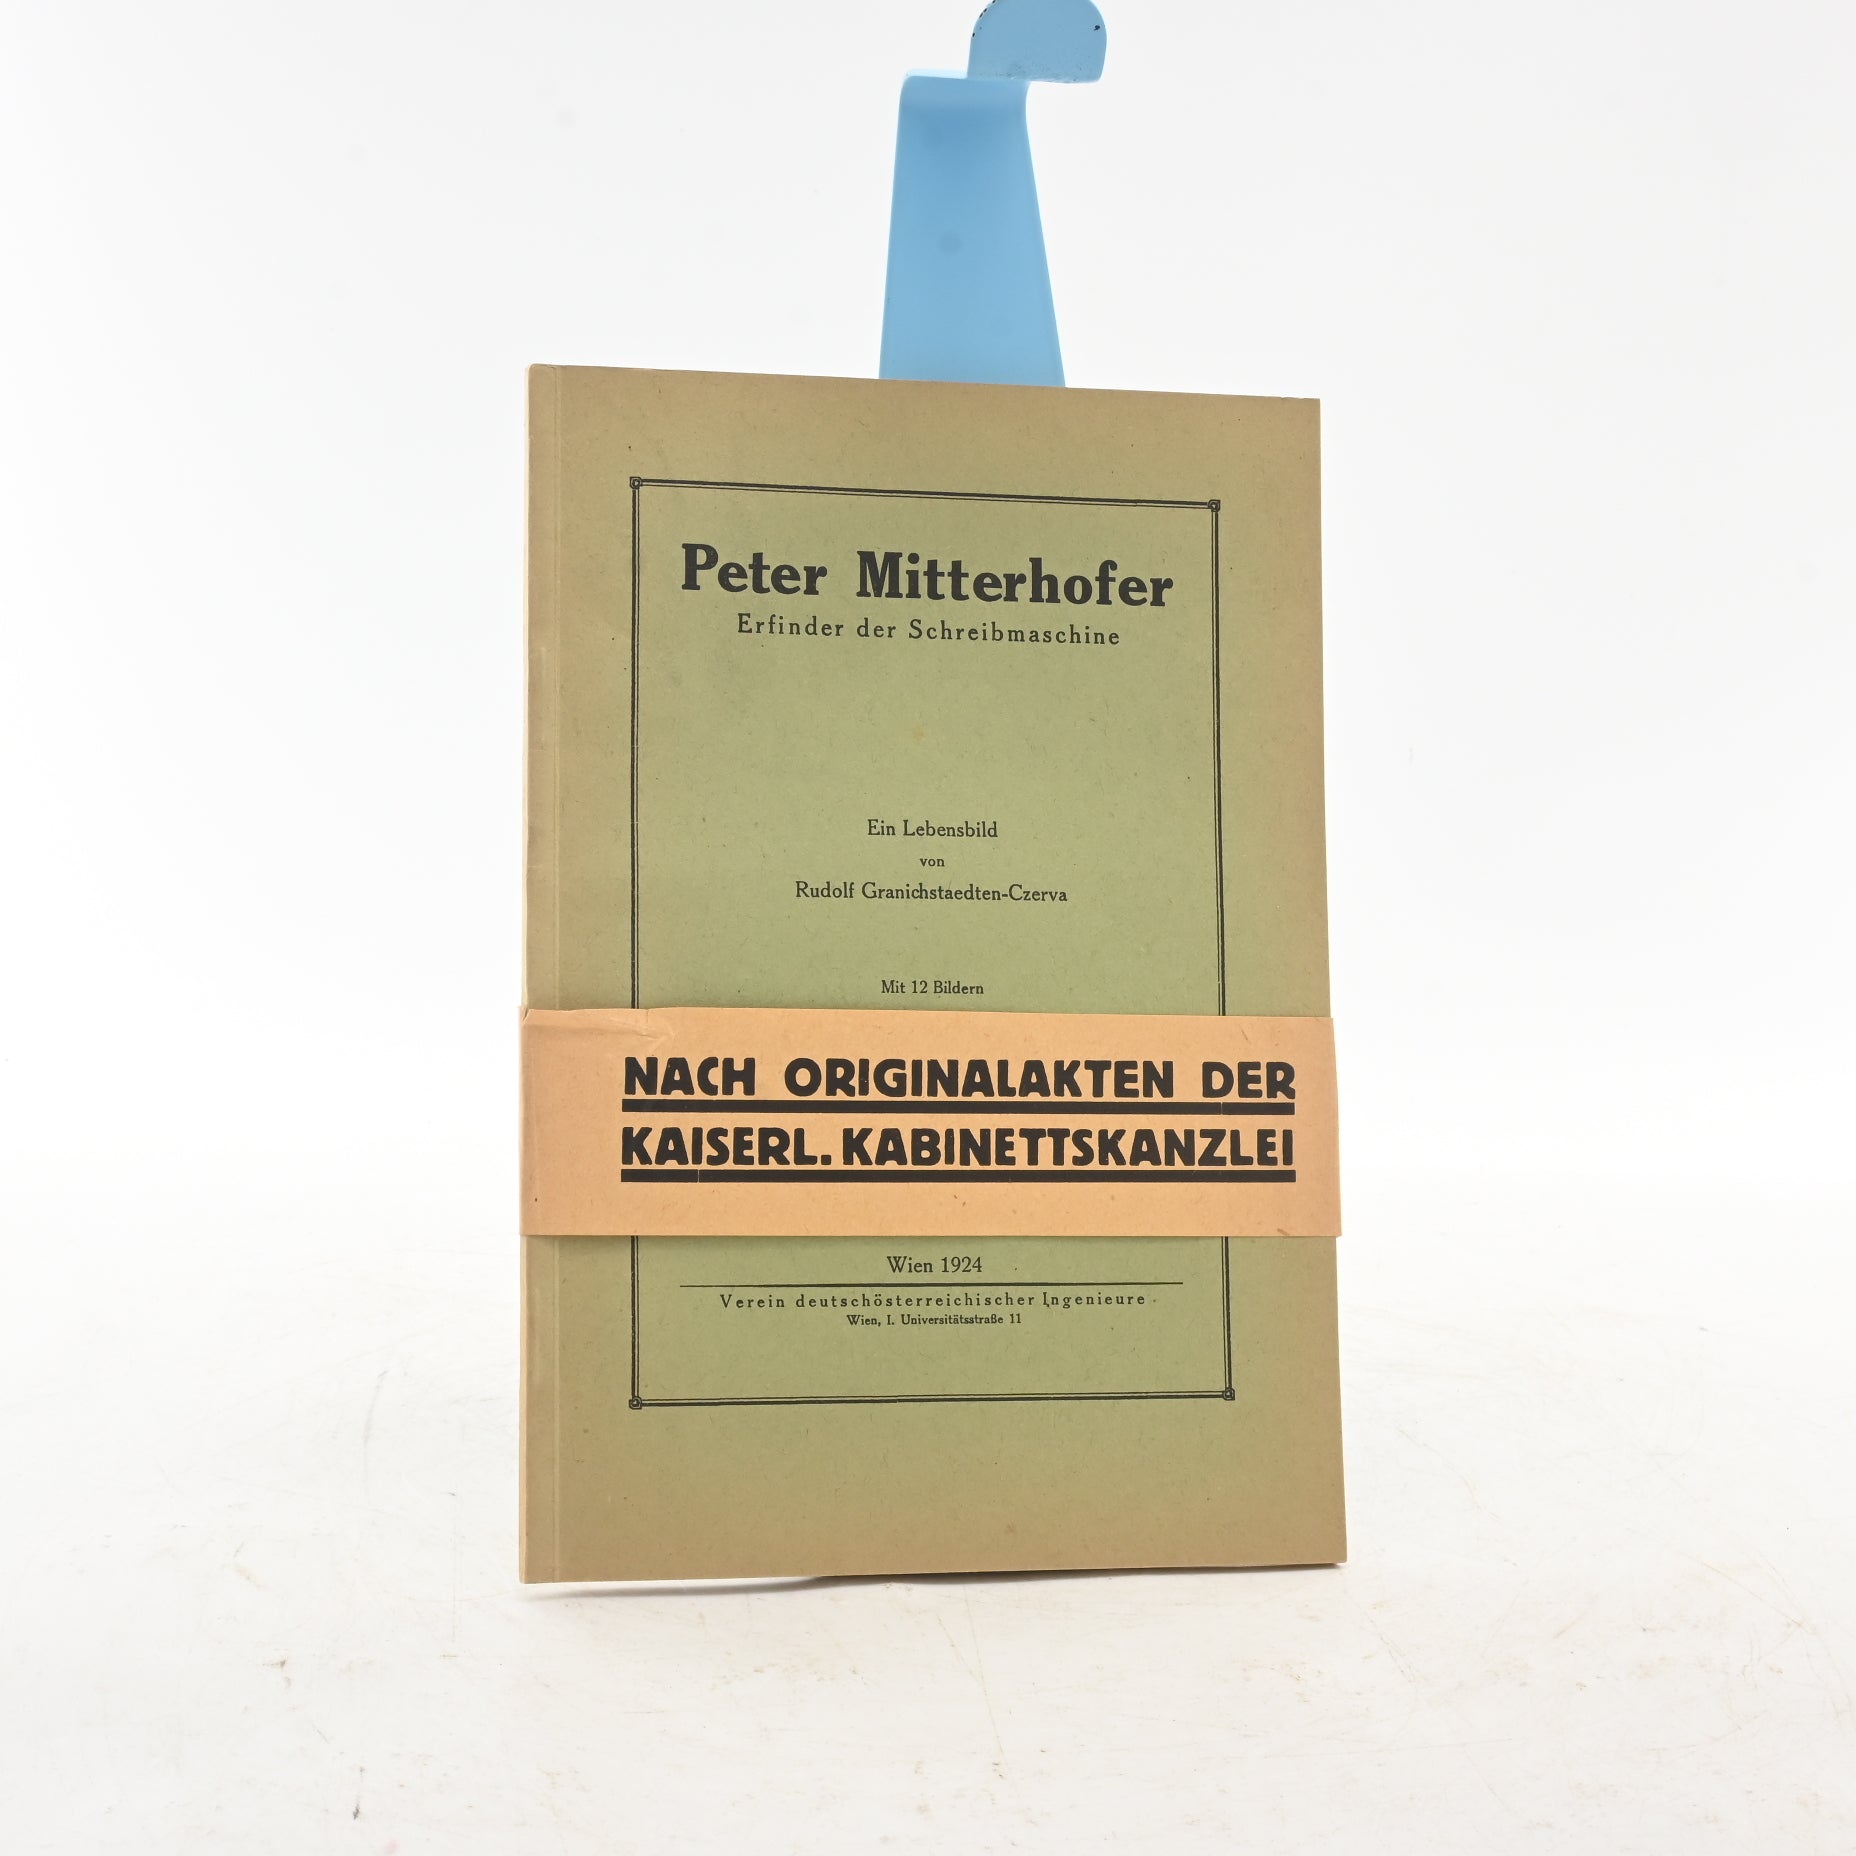 Peter Mitterhofer
Erfinder der Schreibmaschine
Ein Lebensbild
von
Rudolf Granichstaedten-Czerva
Mit 12 Bildern
NACH ORIGINALAKTEN DER
KAISERL. KABINETTSKANZLEI
Wien 1924
Verein deutschösterreichischer Ingenieure
Wien, I. Universitätsstraße 11